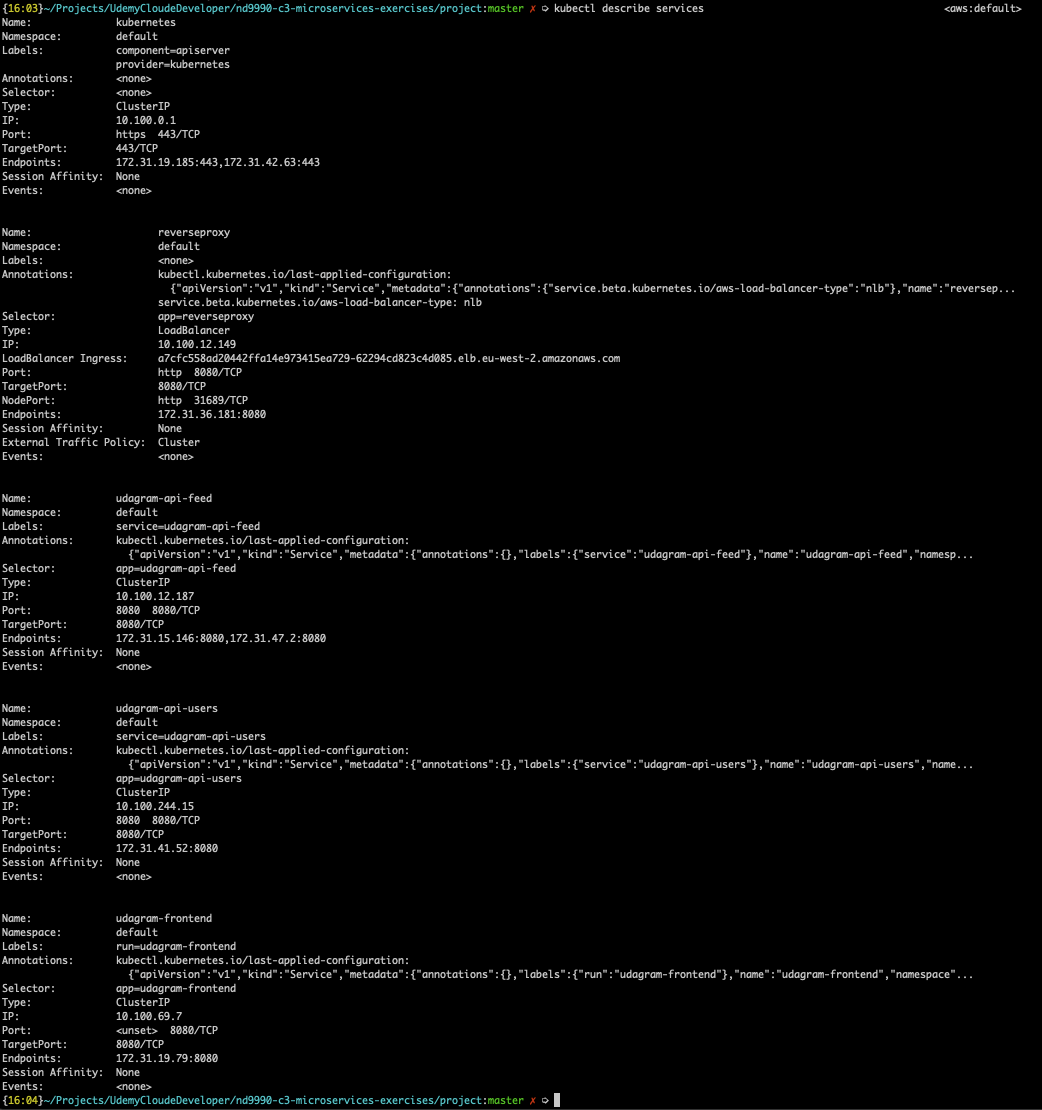 {16:03}~/Projects/UdemyCloudeDeveloper/nd9990-c3-microservices-exercises/project:master ✗ ➭ kubectl describe services <aws:default>
Name: kubernetes
Namespace: default
Labels: component=apiserver
provider=kubernetes
Annotations: <none>
Selector: <none>
Type: ClusterIP
IP: 10.100.0.1
Port: https 443/TCP
TargetPort: 443/TCP
Endpoints: 172.31.19.185:443,172.31.42.63:443
Session Affinity: None
Events: <none>
Name: reverseproxy
Namespace: default
Labels: <none>
Annotations: kubectl.kubernetes.io/last-applied-configuration:
{"apiVersion":"v1","kind":"Service","metadata":{"annotations":{"service.beta.kubernetes.io/aws-load-balancer-type":"nlb"},"name":"reversep...
service.beta.kubernetes.io/aws-load-balancer-type: nlb
Selector: app=reverseproxy
Type: LoadBalancer
IP: 10.100.12.149
LoadBalancer Ingress: a7cfc558ad20442ffa14e973415ea729-62294cd823c4d085.elb.eu-west-2.amazonaws.com
Port: http 8080/TCP
TargetPort: 8080/TCP
NodePort: http 31689/TCP
Endpoints: 172.31.36.181:8080
Session Affinity: None
External Traffic Policy: Cluster
Events: <none>
Name: udagram-api-feed
Namespace: default
Labels: service=udagram-api-feed
Annotations: kubectl.kubernetes.io/last-applied-configuration:
{"apiVersion":"v1","kind":"Service","metadata":{"annotations":{},"labels":{"service":"udagram-api-feed"},"name":"udagram-api-feed","namesp...
Selector: app=udagram-api-feed
Type: ClusterIP
IP: 10.100.12.187
Port: 8080 8080/TCP
TargetPort: 8080/TCP
Endpoints: 172.31.15.146:8080,172.31.47.2:8080
Session Affinity: None
Events: <none>
Name: udagram-api-users
Namespace: default
Labels: service=udagram-api-users
Annotations: kubectl.kubernetes.io/last-applied-configuration:
{"apiVersion":"v1","kind":"Service","metadata":{"annotations":{},"labels":{"service":"udagram-api-users"},"name":"udagram-api-users","name...
Selector: app=udagram-api-users
Type: ClusterIP
IP: 10.100.244.15
Port: 8080 8080/TCP
TargetPort: 8080/TCP
Endpoints: 172.31.41.52:8080
Session Affinity: None
Events: <none>
Name: udagram-frontend
Namespace: default
Labels: run=udagram-frontend
Annotations: kubectl.kubernetes.io/last-applied-configuration:
{"apiVersion":"v1","kind":"Service","metadata":{"annotations":{},"labels":{"run":"udagram-frontend"},"name":"udagram-frontend","namespace"...
Selector: app=udagram-frontend
Type: ClusterIP
IP: 10.100.69.7
Port: <unset> 8080/TCP
TargetPort: 8080/TCP
Endpoints: 172.31.19.79:8080
Session Affinity: None
Events: <none>
{16:04}~/Projects/UdemyCloudeDeveloper/nd9990-c3-microservices-exercises/project:master ✗ ➭